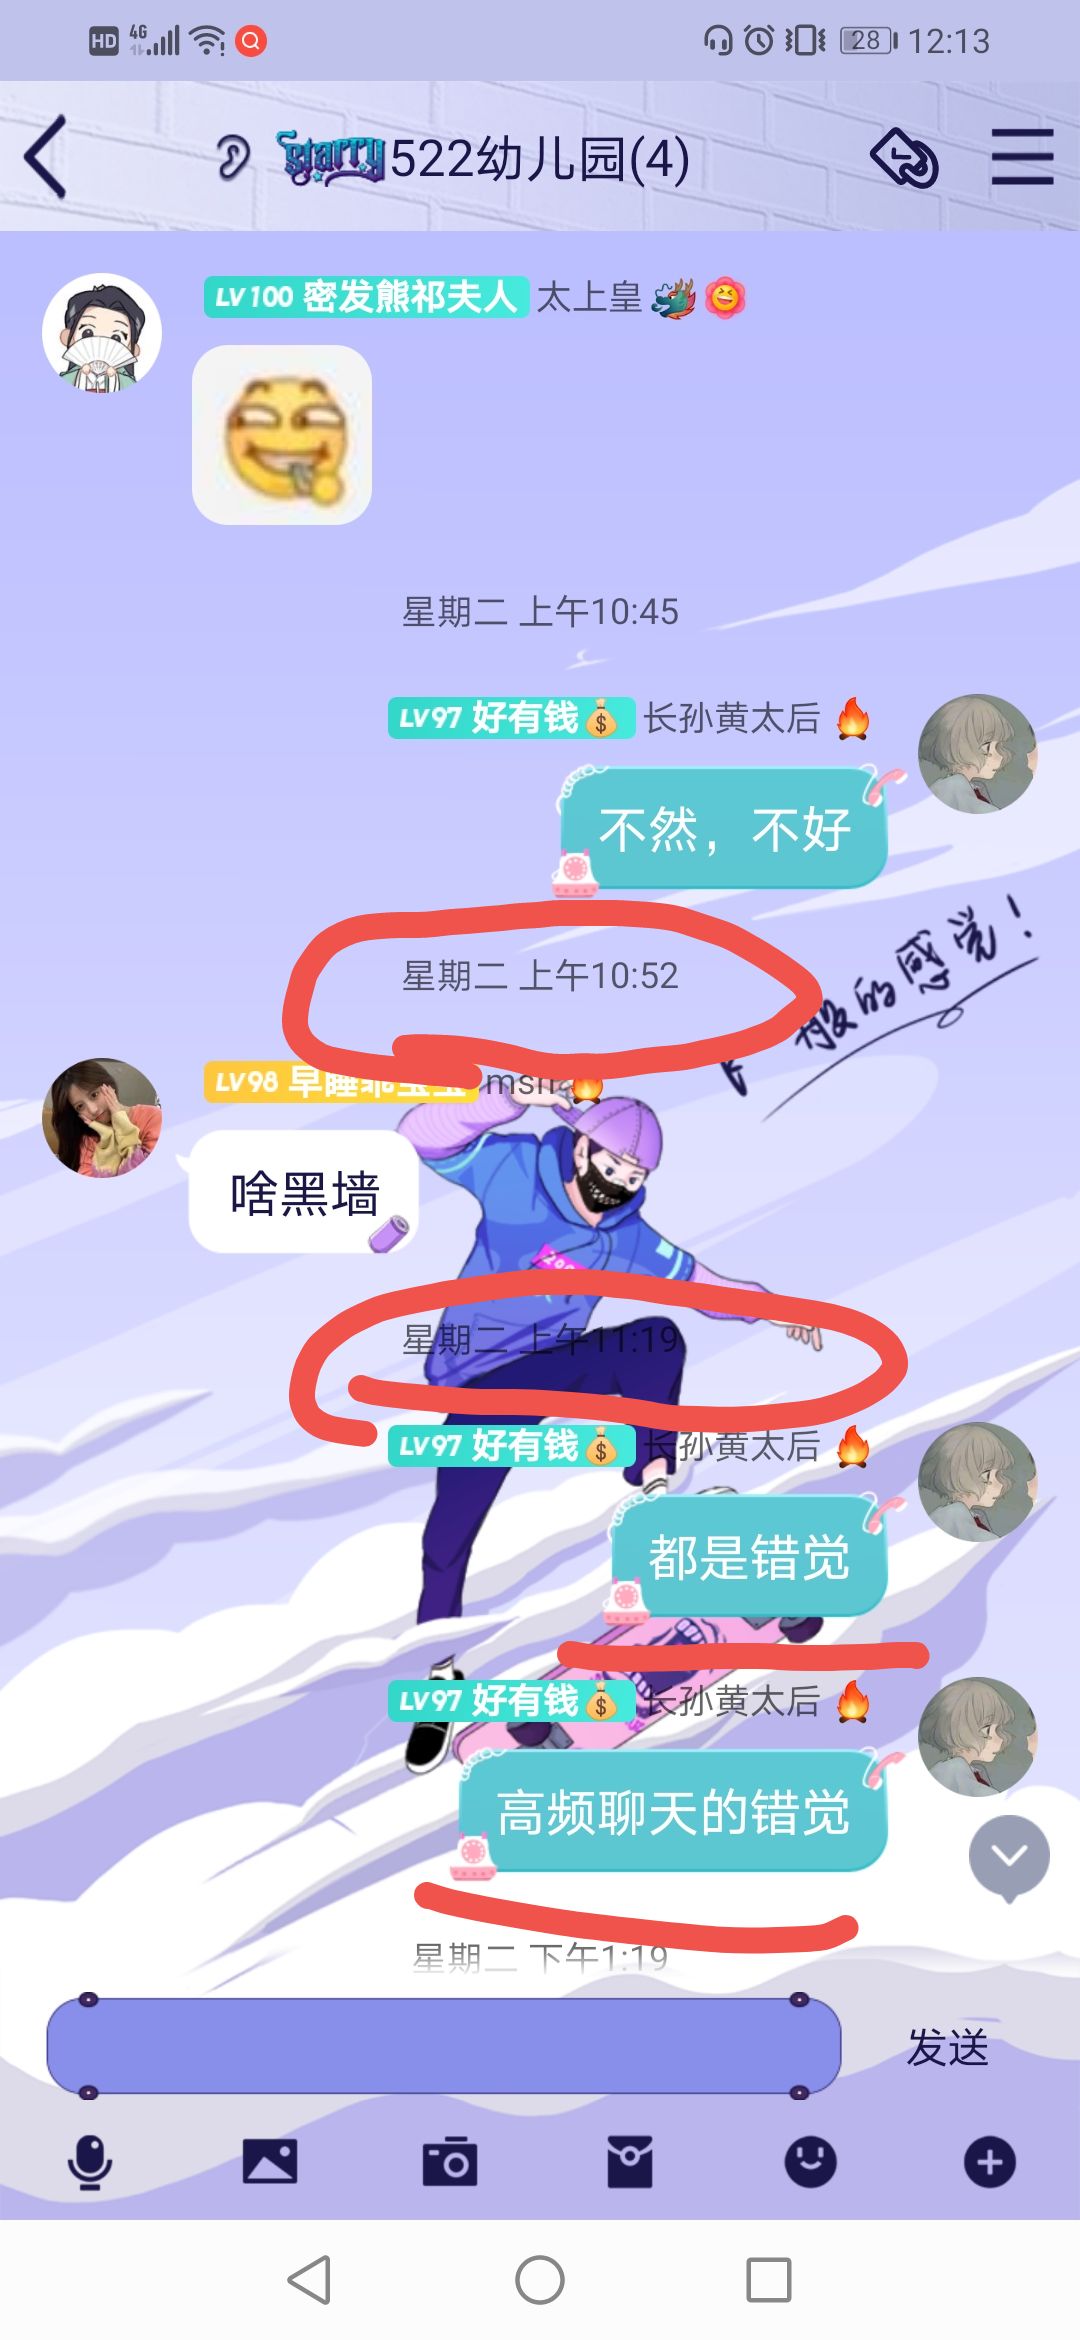 HD 4G 28 12:13
Starry 522幼儿园(4)
LV100 密发熊祁夫人 太上皇
星期二 上午10:45
LV97 好有钱 长孙黄太后
不然，不好
星期二 上午10:52
般的感觉！
LV98 早睡乖宝宝 msn
啥黑墙
星期二 上午11:19
LV97 好有钱 长孙黄太后
都是错觉
LV97 好有钱 长孙黄太后
高频聊天的错觉
星期二 下午1:19
发送